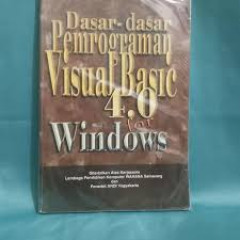 Dasar-dasar
Pemrograman
Visual Basic
4.0
for
Windows
Diterbitkan Atas Kerjasama
Lembaga Pendidikan Komputer WAHANA Semarang
dan
Penerbit ANDI Yogyakarta